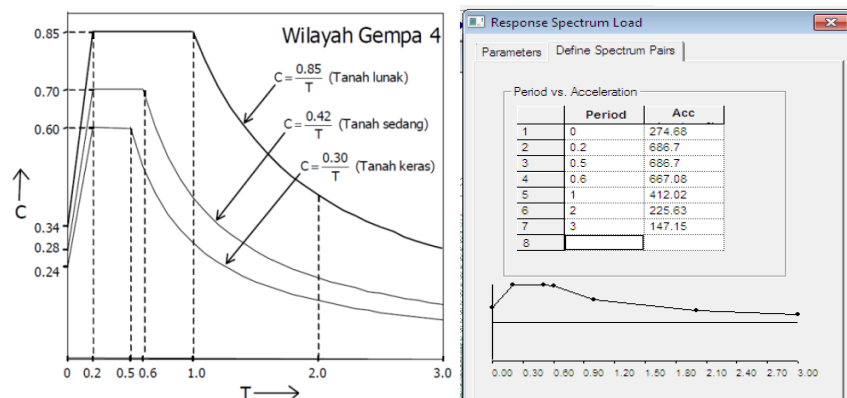 0.85
Wilayah Gempa 4
C = 0.85/T (Tanah lunak)
0.70
C = 0.42/T (Tanah sedang)
0.60
C = 0.30/T (Tanah keras)
C
0.34
0.28
0.24
0 0.2 0.5 0.6 1.0 2.0 3.0
T
Response Spectrum Load
Parameters Define Spectrum Pairs
Period vs. Acceleration
Period Acc
1 0 274.68
2 0.2 686.7
3 0.5 686.7
4 0.6 667.08
5 1 412.02
6 2 225.63
7 3 147.15
8
0.00 0.30 0.60 0.90 1.20 1.50 1.80 2.10 2.40 2.70 3.00